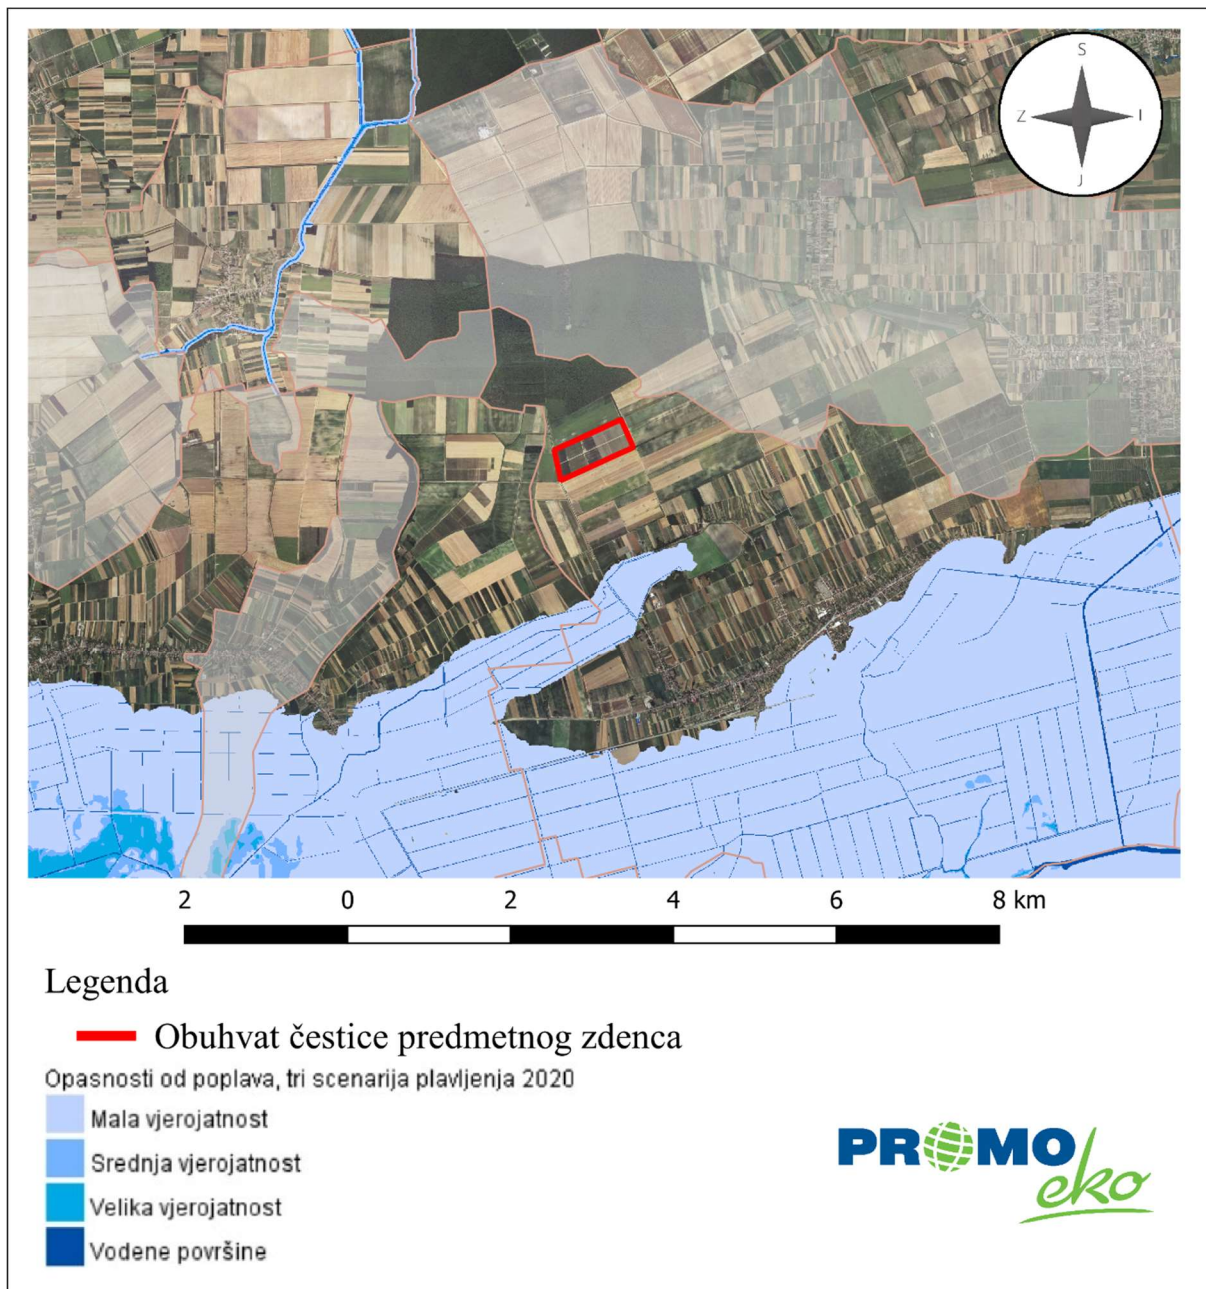 S
Z I
J
2 0 2 4 6 8 km
Legenda
Obuhvat čestice predmetnog zdenca
Opasnosti od poplava, tri scenarija plavljenja 2020
Mala vjerojatnost
Srednja vjerojatnost
Velika vjerojatnost
Vodene površine
PROMO
eko